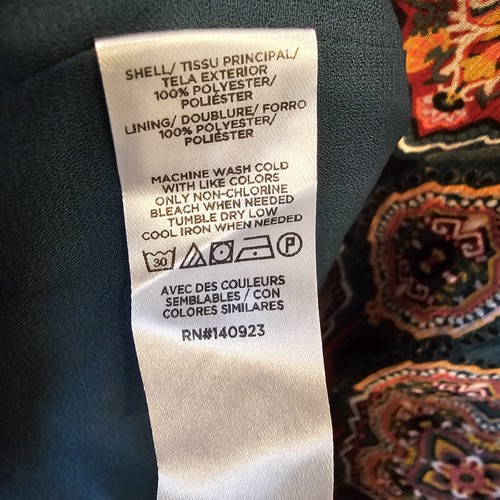 SHELL/ TISSU PRINCIPAL/
TELA EXTERIOR
100% POLYESTER/
POLIÉSTER
LINING/ DOUBLURE/ FORRO
100% POLYESTER/
POLIÉSTER
MACHINE WASH COLD
WITH LIKE COLORS
ONLY NON-CHLORINE
BLEACH WHEN NEEDED
TUMBLE DRY LOW
COOL IRON WHEN NEEDED
30 P
AVEC DES COULEURS
SEMBLABLES / CON
COLORES SIMILARES
RN#140923